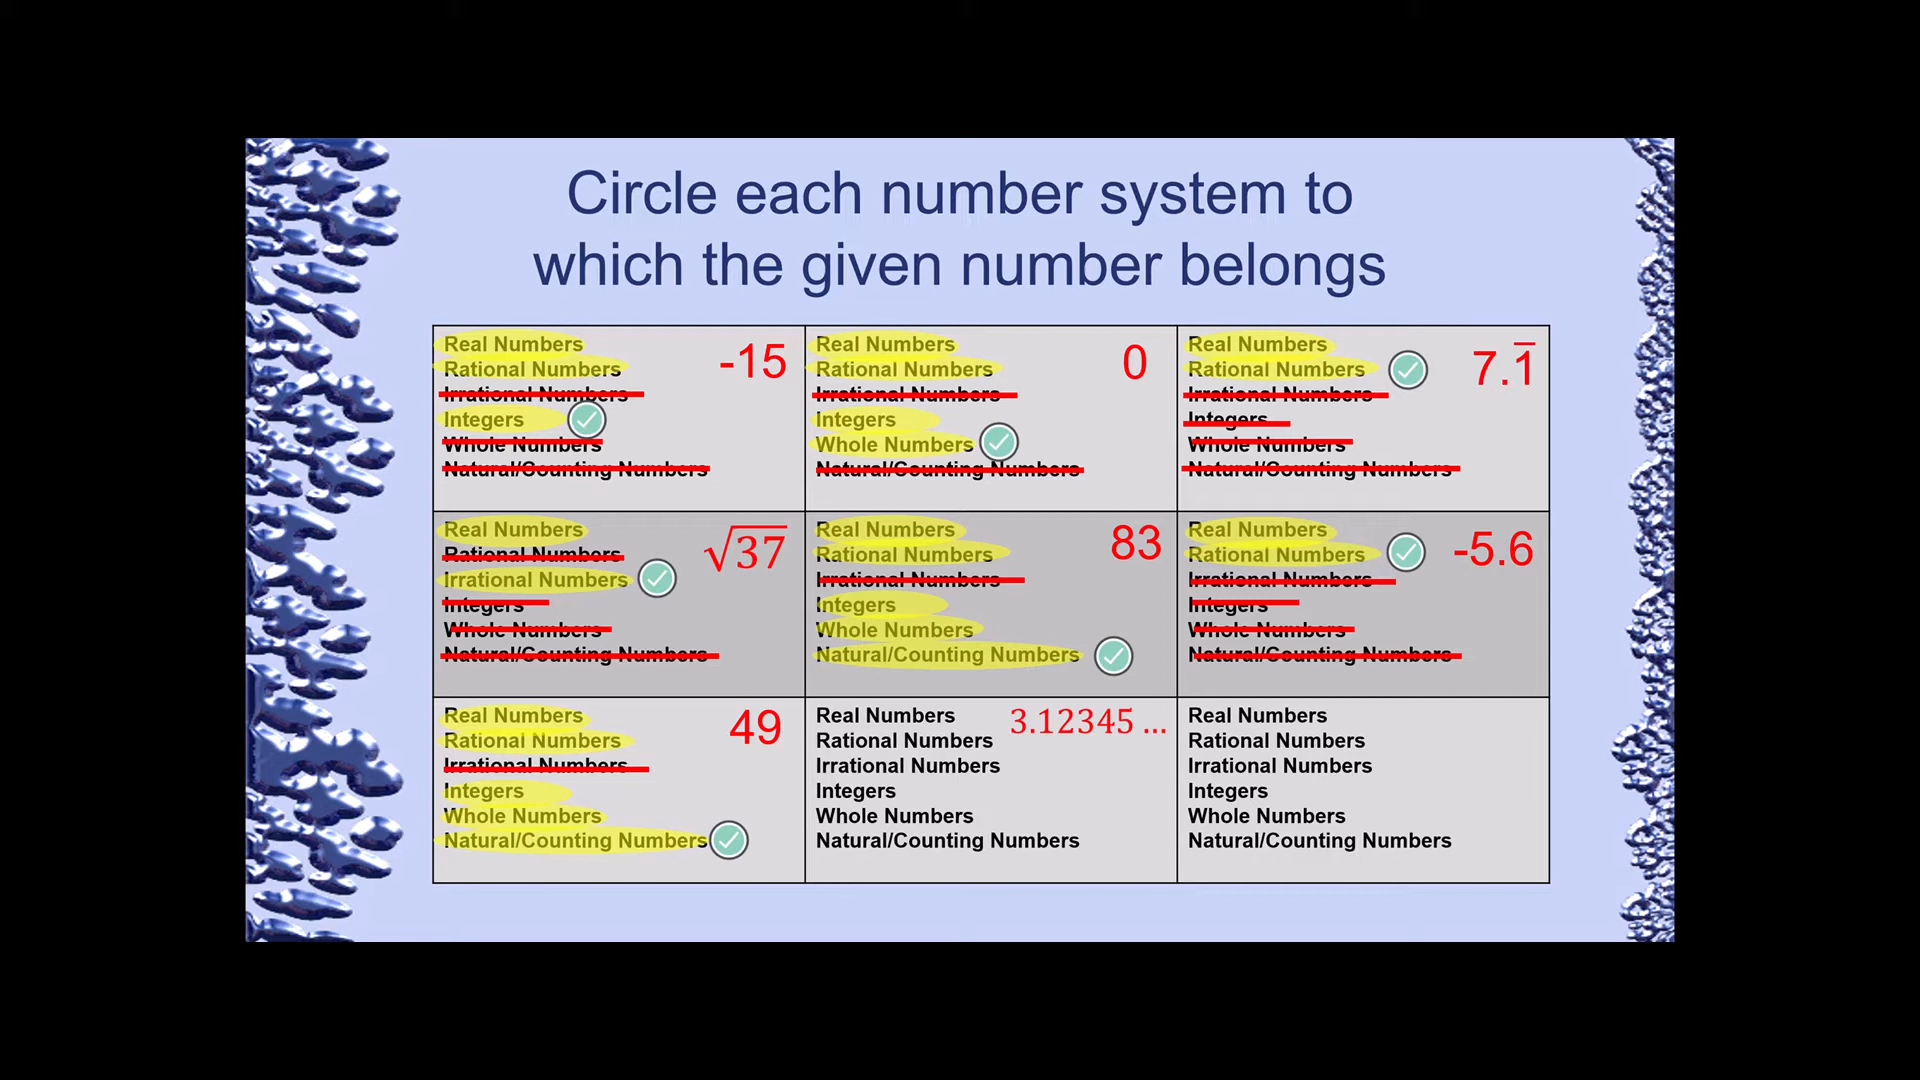 Circle each number system to
which the given number belongs
Real Numbers
Rational Numbers
Irrational Numbers
Integers
Whole Numbers
Natural/Counting Numbers
-15
Real Numbers
Rational Numbers
Irrational Numbers
Integers
Whole Numbers
Natural/Counting Numbers
0
Real Numbers
Rational Numbers
Irrational Numbers
Integers
Whole Numbers
Natural/Counting Numbers
7.1̅
Real Numbers
Rational Numbers
Irrational Numbers
Integers
Whole Numbers
Natural/Counting Numbers
√37
Real Numbers
Rational Numbers
Irrational Numbers
Integers
Whole Numbers
Natural/Counting Numbers
83
Real Numbers
Rational Numbers
Irrational Numbers
Integers
Whole Numbers
Natural/Counting Numbers
-5.6
Real Numbers
Rational Numbers
Irrational Numbers
Integers
Whole Numbers
Natural/Counting Numbers
49
Real Numbers
Rational Numbers
Irrational Numbers
Integers
Whole Numbers
Natural/Counting Numbers
3.12345 ...
Real Numbers
Rational Numbers
Irrational Numbers
Integers
Whole Numbers
Natural/Counting Numbers